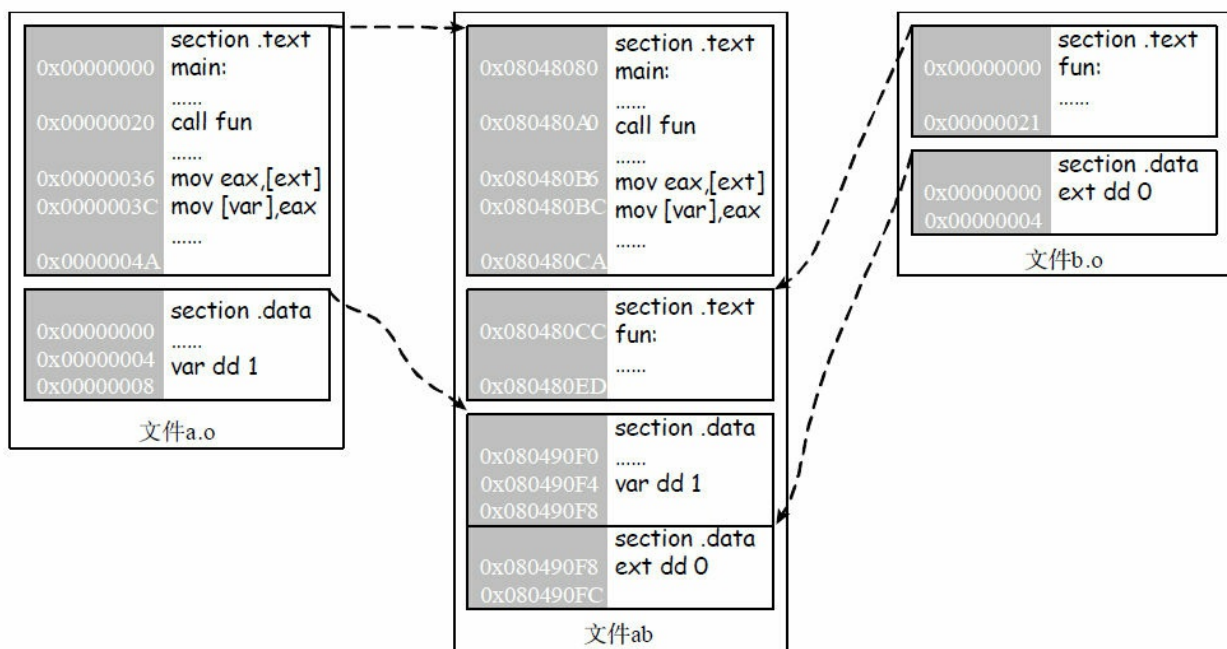 section .text
0x00000000 main:
......
0x00000020 call fun
......
0x00000036 mov eax,[ext]
0x0000003C mov [var],eax
......
0x0000004A
section .data
0x00000000 ......
0x00000004 var dd 1
0x00000008
文件a.o
section .text
0x08048080 main:
......
0x080480A0 call fun
......
0x080480B6 mov eax,[ext]
0x080480BC mov [var],eax
......
0x080480CA
section .text
0x080480CC fun:
......
0x080480ED
section .data
0x080490F0 ......
0x080490F4 var dd 1
0x080490F8
section .data
0x080490F8 ext dd 0
0x080490FC
文件ab
section .text
0x00000000 fun:
......
0x00000021
section .data
0x00000000 ext dd 0
0x00000004
文件b.o